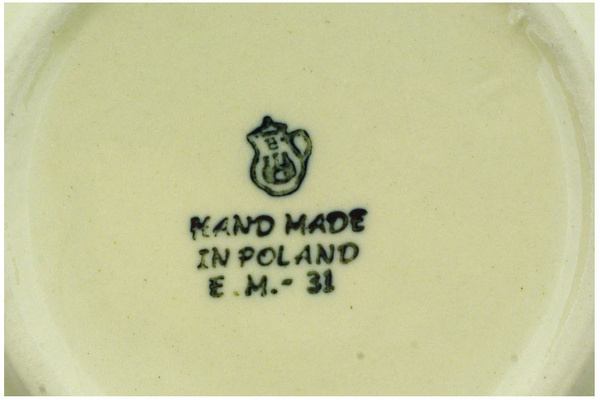 HAND MADE
IN POLAND
E.M.- 31